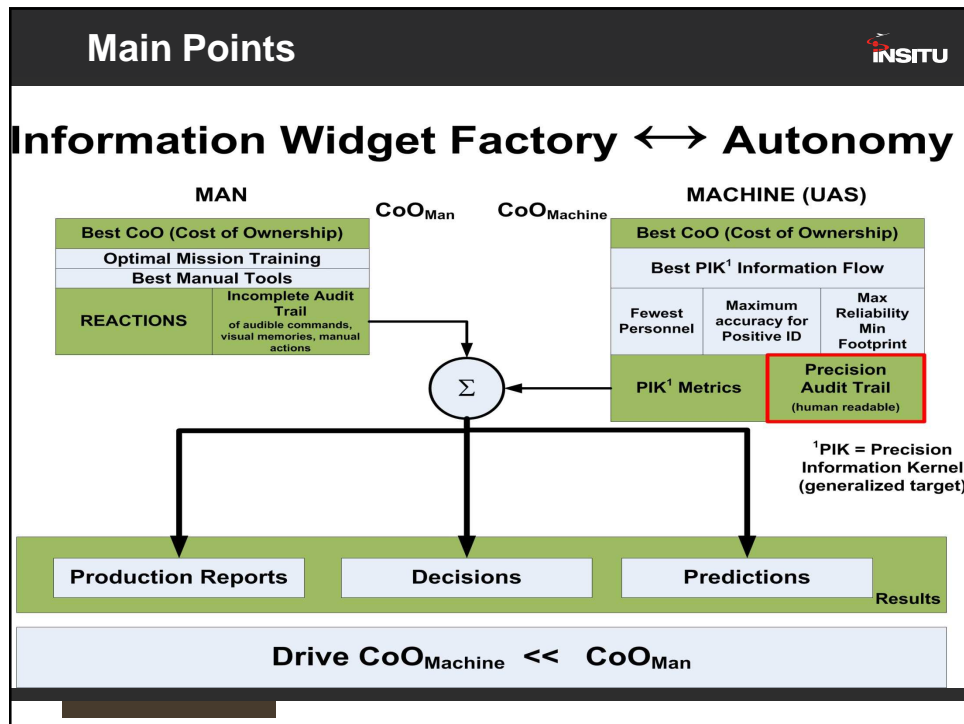 Main Points
INSITU
Information Widget Factory ↔ Autonomy
MAN
CoOMan
CoOMachine
MACHINE (UAS)
Best CoO (Cost of Ownership)
Optimal Mission Training
Best Manual Tools
REACTIONS
Incomplete Audit
Trail
of audible commands,
visual memories, manual
actions
Best CoO (Cost of Ownership)
Best PIK¹ Information Flow
Fewest
Personnel
Maximum
accuracy for
Positive ID
Max
Reliability
Min
Footprint
PIK¹ Metrics
Precision
Audit Trail
(human readable)
Σ
¹PIK = Precision
Information Kernel
(generalized target)
Production Reports
Decisions
Predictions
Results
Drive CoOMachine << CoOMan